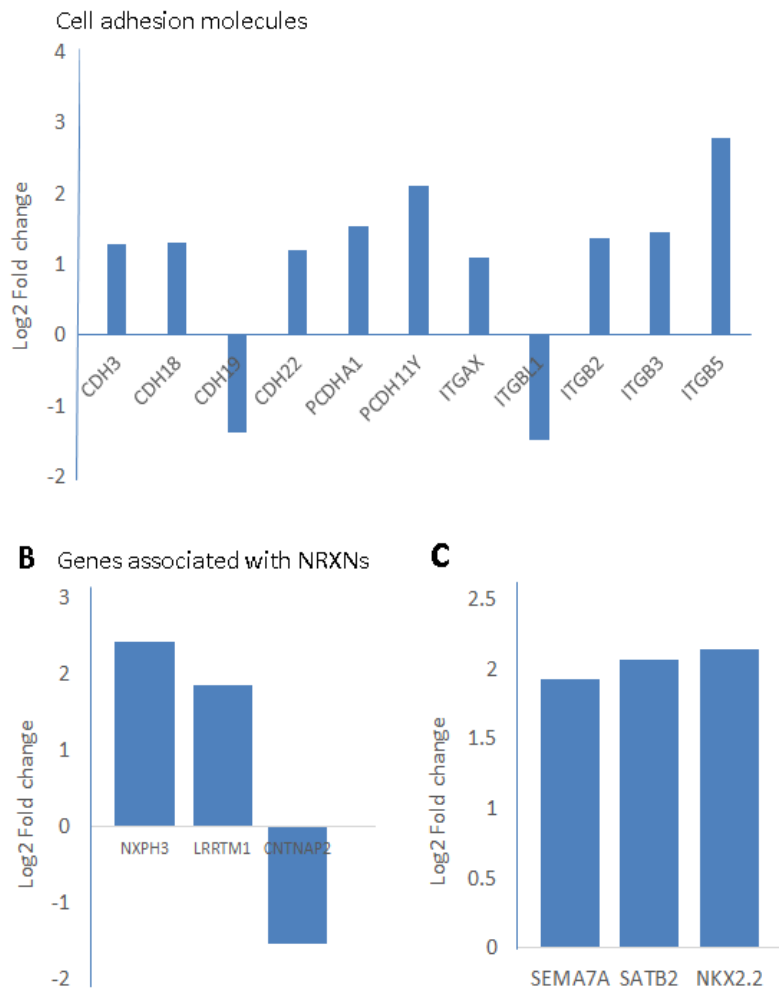 Cell adhesion molecules
Log2 Fold change
4
3
2
1
0
-1
-2
CDH3
CDH18
CDH19
CDH22
PCDHA1
PCDH11Y
ITGAX
ITGBL1
ITGB2
ITGB3
ITGB5
B Genes associated with NRXNs
Log2 Fold change
3
2
1
0
-1
-2
NXPH3
LRRTM1
CNTNAP2
C
Log2 Fold change
2.5
2
1.5
1
0.5
0
SEMA7A
SATB2
NKX2.2